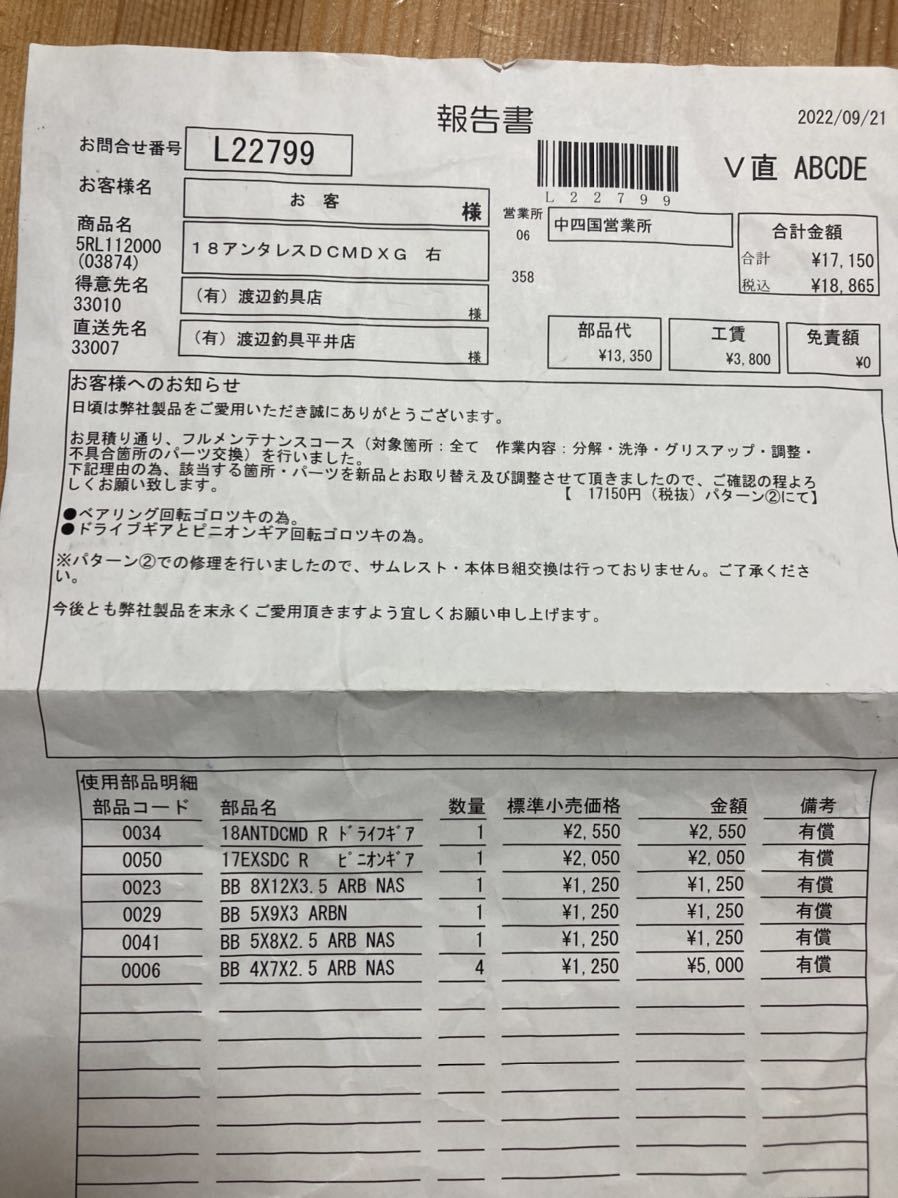 報告書
2022/09/21
お問合せ番号 L22799
L22799
V直 ABCDE
お客様名 お 客 様
営業所 06 中四国営業所
358
商品名
5RL112000
(03874)
18アンタレスDCMDXG 右
合計金額
合計 ¥17,150
税込 ¥18,865
得意先名
33010
(有)渡辺釣具店 様
直送先名
33007
(有)渡辺釣具平井店 様
部品代 ¥13,350
工賃 ¥3,800
免責額 ¥0
お客様へのお知らせ
日頃は弊社製品をご愛用いただき誠にありがとうございます。
お見積り通り、フルメンテナンスコース(対象箇所:全て 作業内容:分解・洗浄・グリスアップ・調整・
不具合箇所のパーツ交換)を行いました。
下記理由の為、該当する箇所・パーツを新品とお取り替え及び調整させて頂きましたので、ご確認の程よろ
しくお願い致します。
【 17150円(税抜)パターン②にて】
●ベアリング回転ゴロツキの為。
●ドライブギアとピニオンギア回転ゴロツキの為。
※パターン②での修理を行いましたので、サムレスト・本体B組交換は行っておりません。ご了承くださ
い。
今後とも弊社製品を末永くご愛用頂きますよう宜しくお願い申し上げます。
使用部品明細
部品コード 部品名 数量 標準小売価格 金額 備考
0034 18ANTDCMD R ドライブギア 1 ¥2,550 ¥2,550 有償
0050 17EXSDC R ピニオンギア 1 ¥2,050 ¥2,050 有償
0023 BB 8X12X3.5 ARB NAS 1 ¥1,250 ¥1,250 有償
0029 BB 5X9X3 ARBN 1 ¥1,250 ¥1,250 有償
0041 BB 5X8X2.5 ARB NAS 1 ¥1,250 ¥1,250 有償
0006 BB 4X7X2.5 ARB NAS 4 ¥1,250 ¥5,000 有償